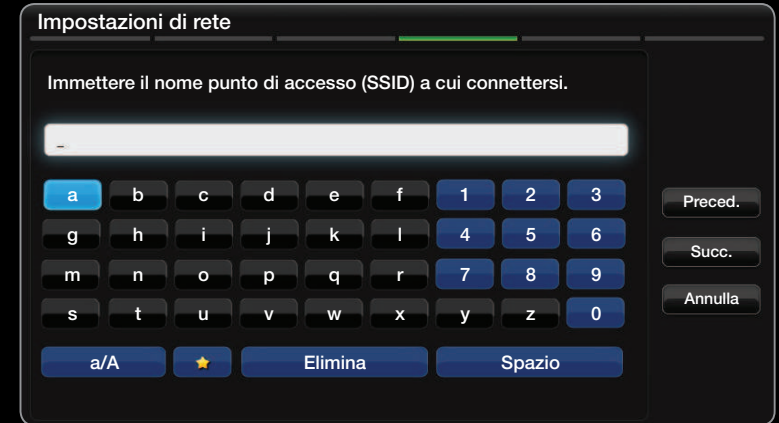 Impostazioni di rete
Immettere il nome punto di accesso (SSID) a cui connettersi.
_
a b c d e f 1 2 3
g h i j k l 4 5 6
m n o p q r 7 8 9
s t u v w x y z 0
a/A Elimina Spazio
Preced.
Succ.
Annulla